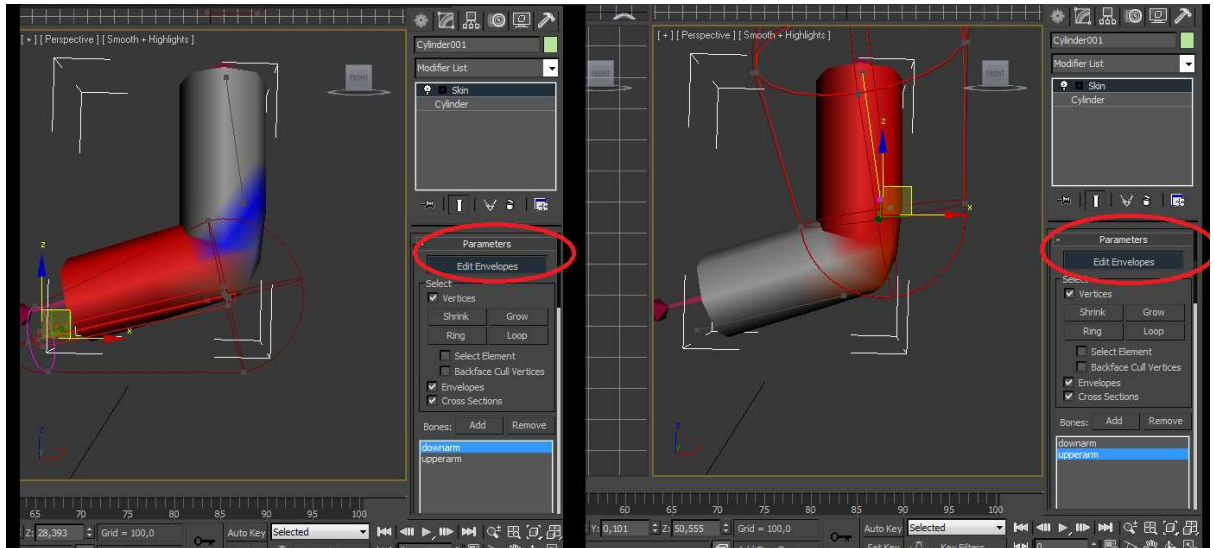 [ + ] [ Perspective ] [ Smooth + Highlights ]
FRONT
Cylinder001
Modifier List
Skin
Cylinder
- Parameters
Edit Envelopes
Select
Vertices
Shrink Grow
Ring Loop
Select Element
Backface Cull Vertices
Envelopes
Cross Sections
Bones: Add Remove
downarm
upperarm
z
x
z
65 70 75 80 85 90 95 100
Z: 28,393 Grid = 100,0 Auto Key Selected
[ + ] [ Perspective ] [ Smooth + Highlights ]
FRONT
Cylinder001
Modifier List
Skin
Cylinder
- Parameters
Edit Envelopes
Select
Vertices
Shrink Grow
Ring Loop
Select Element
Backface Cull Vertices
Envelopes
Cross Sections
Bones: Add Remove
downarm
upperarm
z
x
z
60 65 70 75 80 85 90 95 100
Y: 0,101 Z: 50,555 Grid = 100,0 Auto Key Selected
Set Key Key Filters... 0